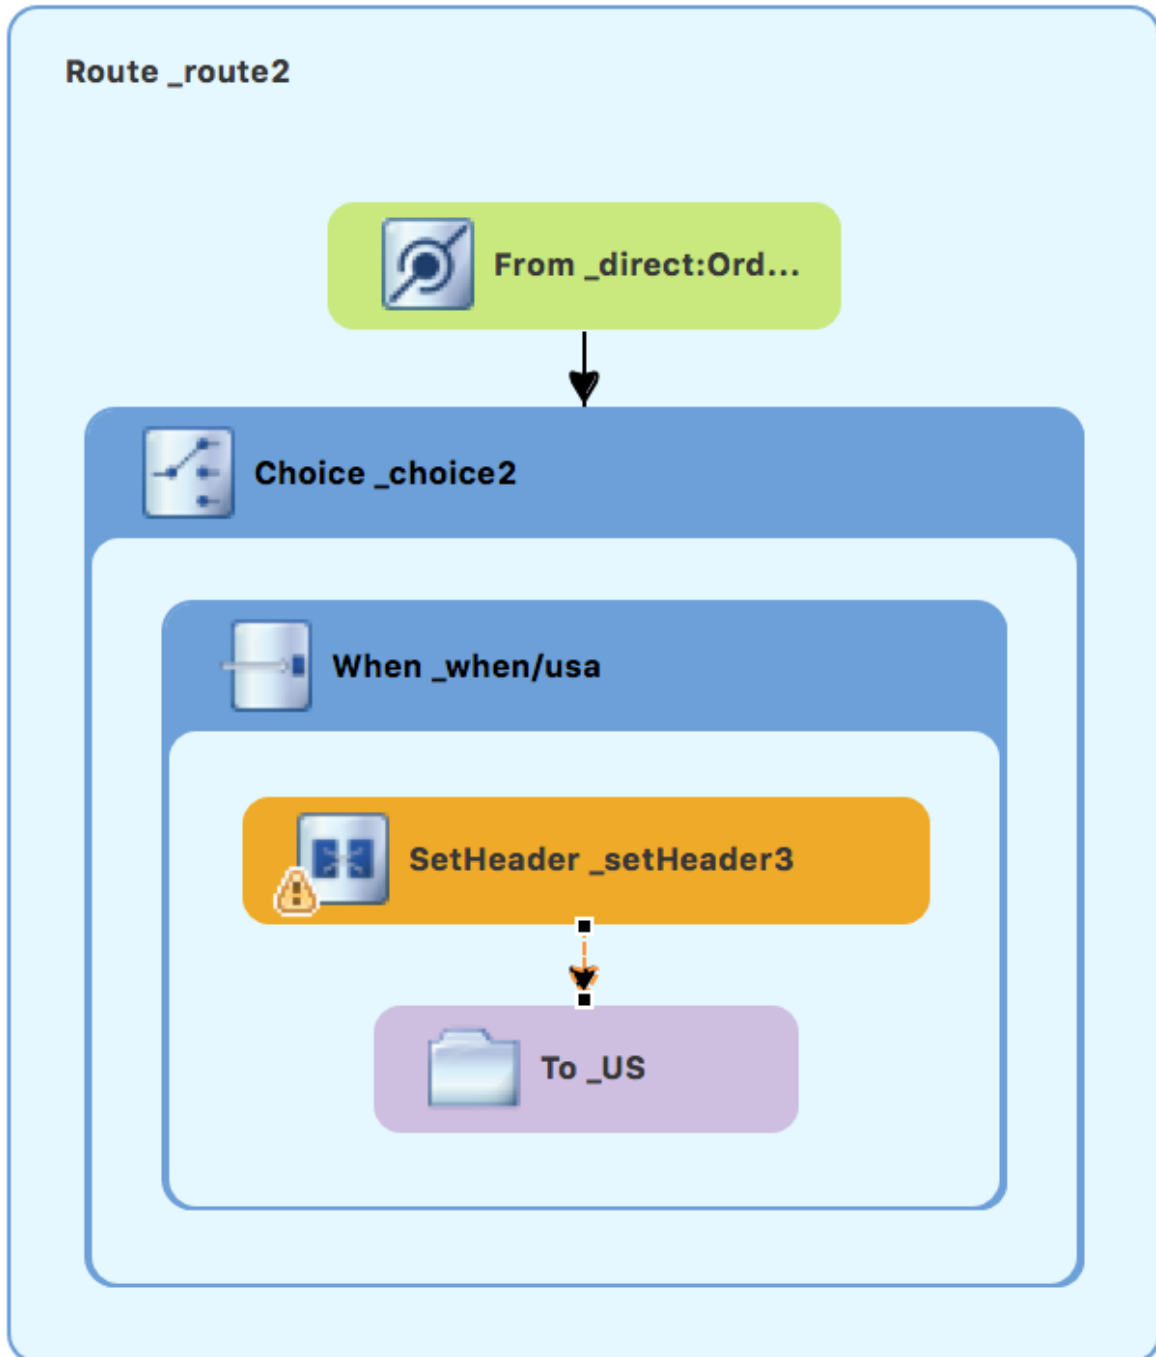 Route _route2
From _direct:Ord...
Choice _choice2
When _when/usa
SetHeader _setHeader3
To _US